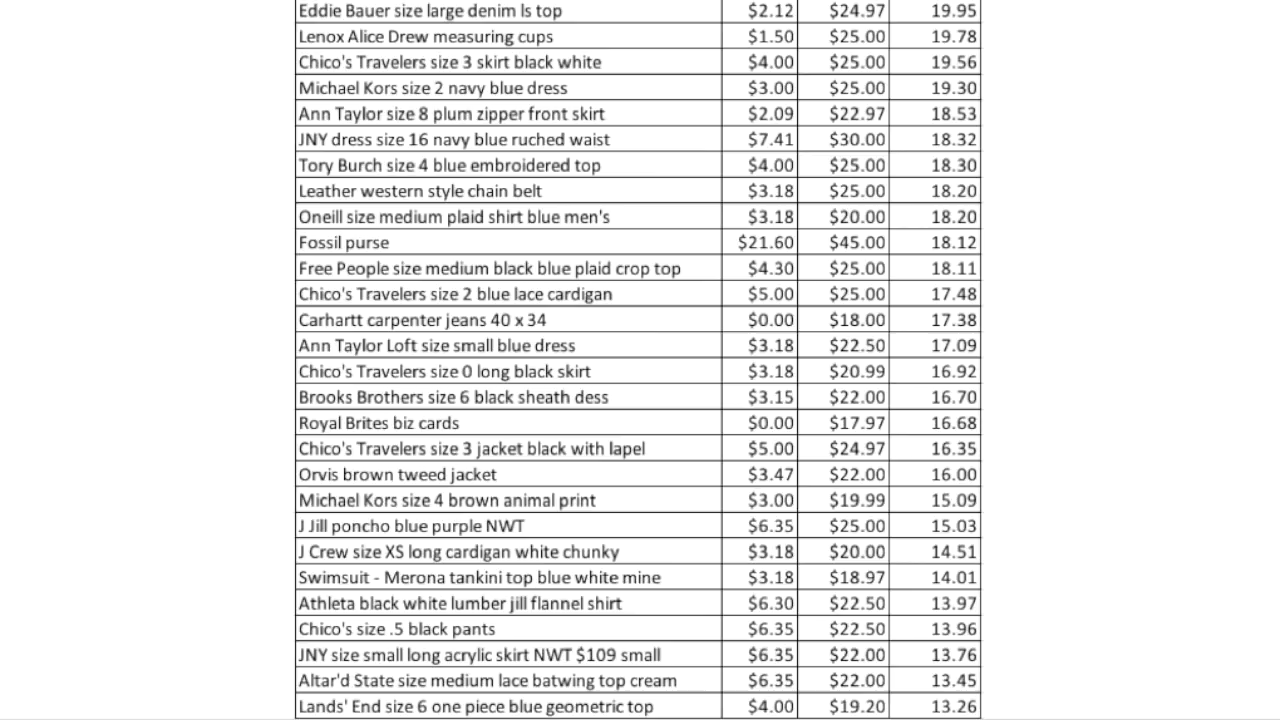 Eddie Bauer size large denim ls top $2.12 $24.97 19.95
Lenox Alice Drew measuring cups $1.50 $25.00 19.78
Chico's Travelers size 3 skirt black white $4.00 $25.00 19.56
Michael Kors size 2 navy blue dress $3.00 $25.00 19.30
Ann Taylor size 8 plum zipper front skirt $2.09 $22.97 18.53
JNY dress size 16 navy blue ruched waist $7.41 $30.00 18.32
Tory Burch size 4 blue embroidered top $4.00 $25.00 18.30
Leather western style chain belt $3.18 $25.00 18.20
Oneill size medium plaid shirt blue men's $3.18 $20.00 18.20
Fossil purse $21.60 $45.00 18.12
Free People size medium black blue plaid crop top $4.30 $25.00 18.11
Chico's Travelers size 2 blue lace cardigan $5.00 $25.00 17.48
Carhartt carpenter jeans 40 x 34 $0.00 $18.00 17.38
Ann Taylor Loft size small blue dress $3.18 $22.50 17.09
Chico's Travelers size 0 long black skirt $3.18 $20.99 16.92
Brooks Brothers size 6 black sheath dess $3.15 $22.00 16.70
Royal Brites biz cards $0.00 $17.97 16.68
Chico's Travelers size 3 jacket black with lapel $5.00 $24.97 16.35
Orvis brown tweed jacket $3.47 $22.00 16.00
Michael Kors size 4 brown animal print $3.00 $19.99 15.09
J Jill poncho blue purple NWT $6.35 $25.00 15.03
J Crew size XS long cardigan white chunky $3.18 $20.00 14.51
Swimsuit - Merona tankini top blue white mine $3.18 $18.97 14.01
Athleta black white lumber jill flannel shirt $6.30 $22.50 13.97
Chico's size .5 black pants $6.35 $22.50 13.96
JNY size small long acrylic skirt NWT $109 small $6.35 $22.00 13.76
Altar'd State size medium lace batwing top cream $6.35 $22.00 13.45
Lands' End size 6 one piece blue geometric top $4.00 $19.20 13.26